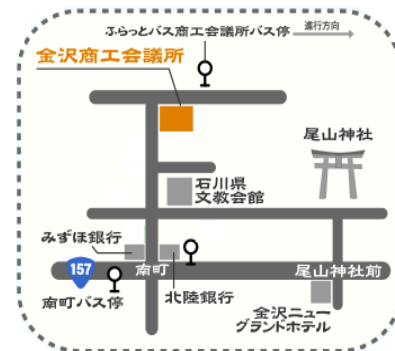 ふらっとバス商工会議所バス停
進行方向
金沢商工会議所
尾山神社
石川県
文教会館
みずほ銀行
157
南町
尾山神社前
南町バス停
北陸銀行
金沢ニュー
グランドホテル